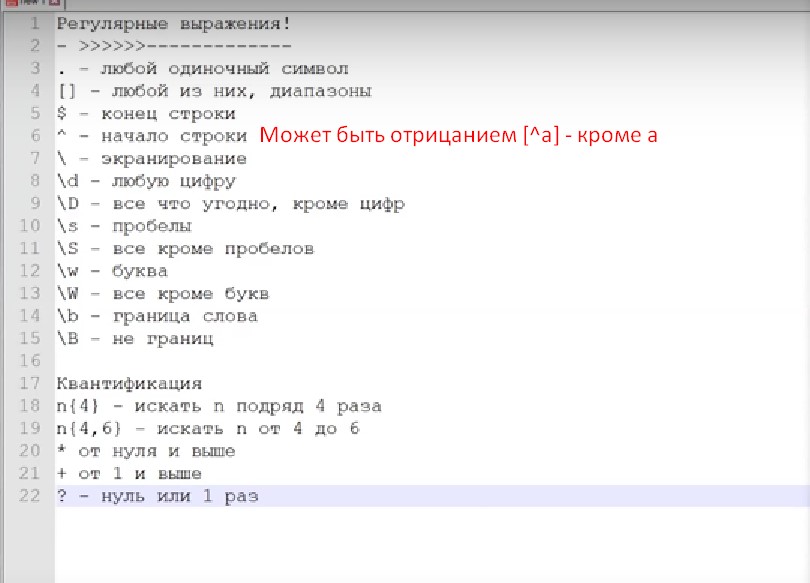 new 1
1 Регулярные выражения!
2 - >>>>>>-------------
3 . - любой одиночный символ
4 [] - любой из них, диапазоны
5 $ - конец строки
6 ^ - начало строки Может быть отрицанием [^a] - кроме а
7 \ - экранирование
8 \d - любую цифру
9 \D - все что угодно, кроме цифр
10 \s - пробелы
11 \S - все кроме пробелов
12 \w - буква
13 \W - все кроме букв
14 \b - граница слова
15 \B - не границ
16
17 Квантификация
18 n{4} - искать n подряд 4 раза
19 n{4,6} - искать n от 4 до 6
20 * от нуля и выше
21 + от 1 и выше
22 ? - нуль или 1 раз